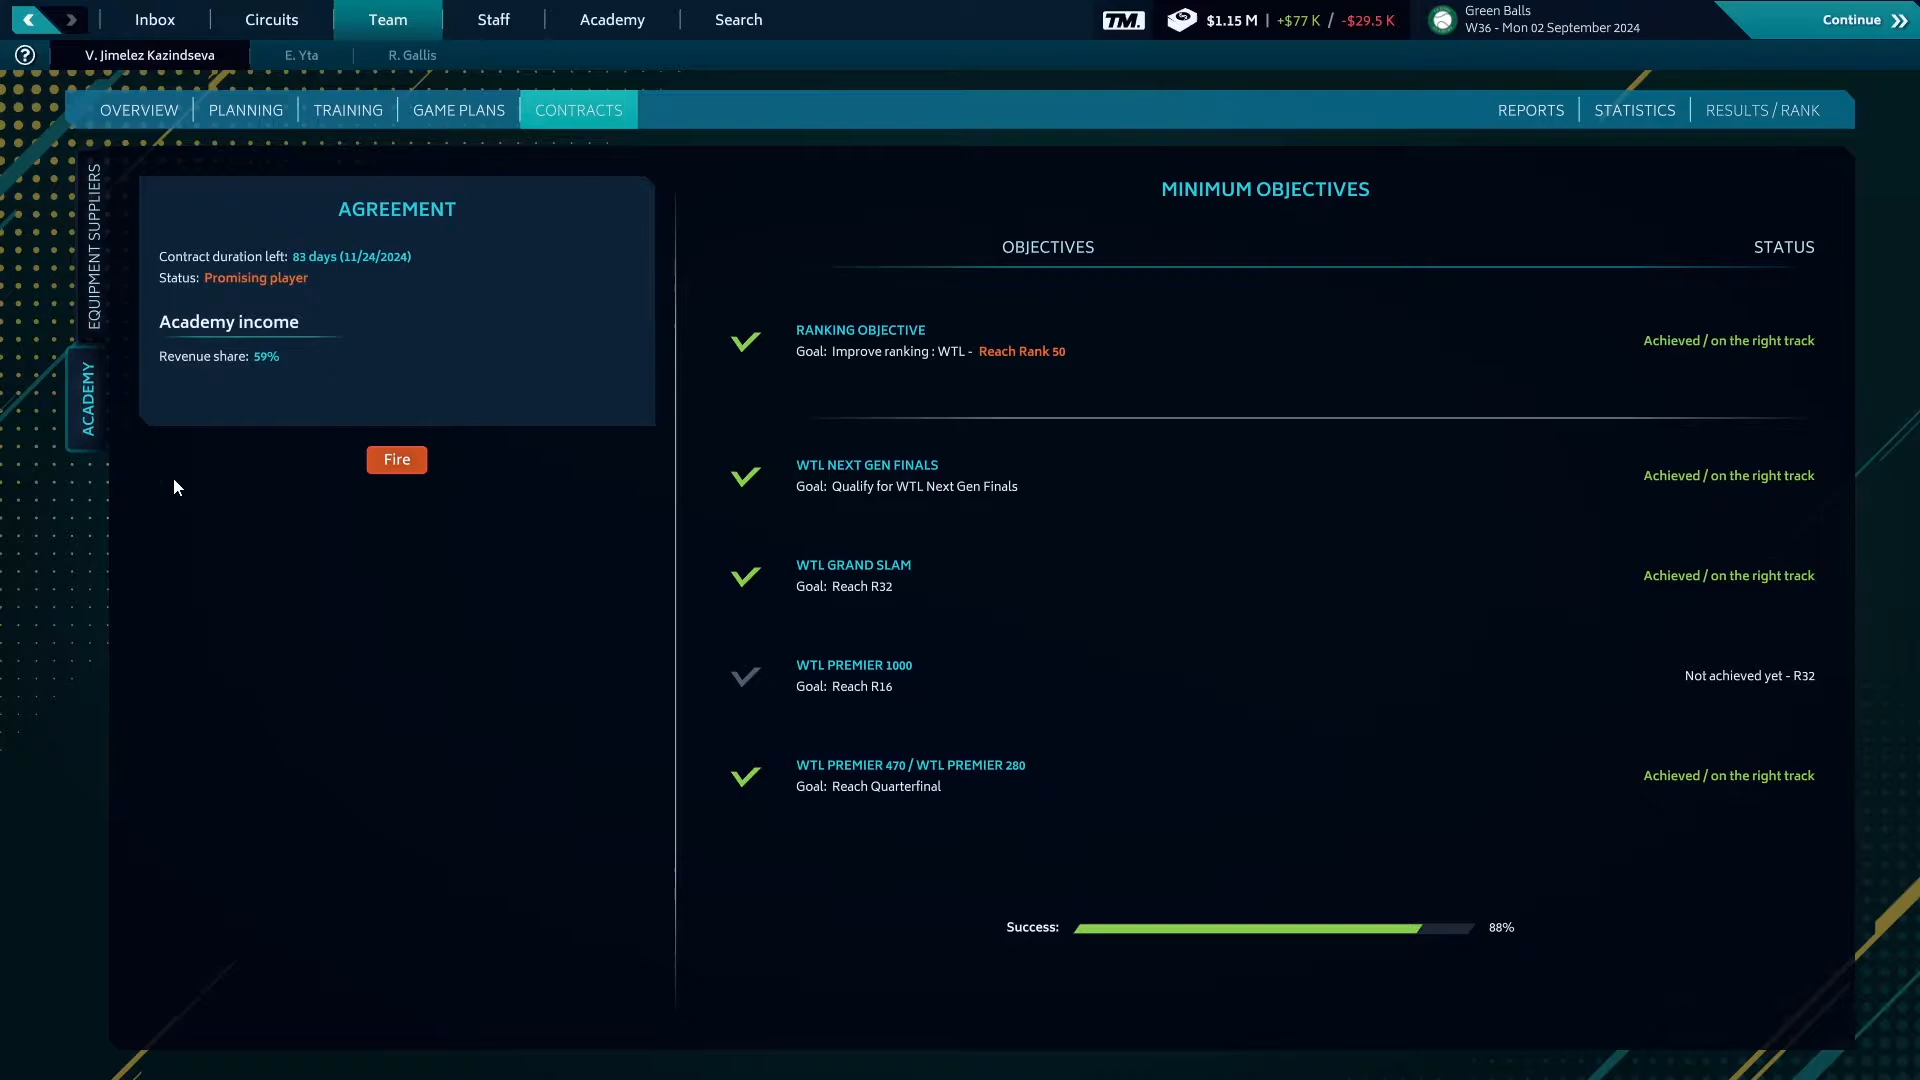 Inbox
Circuits
Team
Staff
Academy
Search
TM.
$1.15 M | +$77 K / -$29.5 K
Green Balls
W36 - Mon 02 September 2024
Continue
?
V. Jimelez Kazindseva
E. Yta
R. Gallis
OVERVIEW
PLANNING
TRAINING
GAME PLANS
CONTRACTS
REPORTS
STATISTICS
RESULTS / RANK
EQUIPMENT SUPPLIERS
ACADEMY
AGREEMENT
Contract duration left: 83 days (11/24/2024)
Status: Promising player
Academy income
Revenue share: 59%
Fire
MINIMUM OBJECTIVES
OBJECTIVES
STATUS
RANKING OBJECTIVE
Goal: Improve ranking : WTL - Reach Rank 50
Achieved / on the right track
WTL NEXT GEN FINALS
Goal: Qualify for WTL Next Gen Finals
Achieved / on the right track
WTL GRAND SLAM
Goal: Reach R32
Achieved / on the right track
WTL PREMIER 1000
Goal: Reach R16
Not achieved yet - R32
WTL PREMIER 470 / WTL PREMIER 280
Goal: Reach Quarterfinal
Achieved / on the right track
Success:
88%